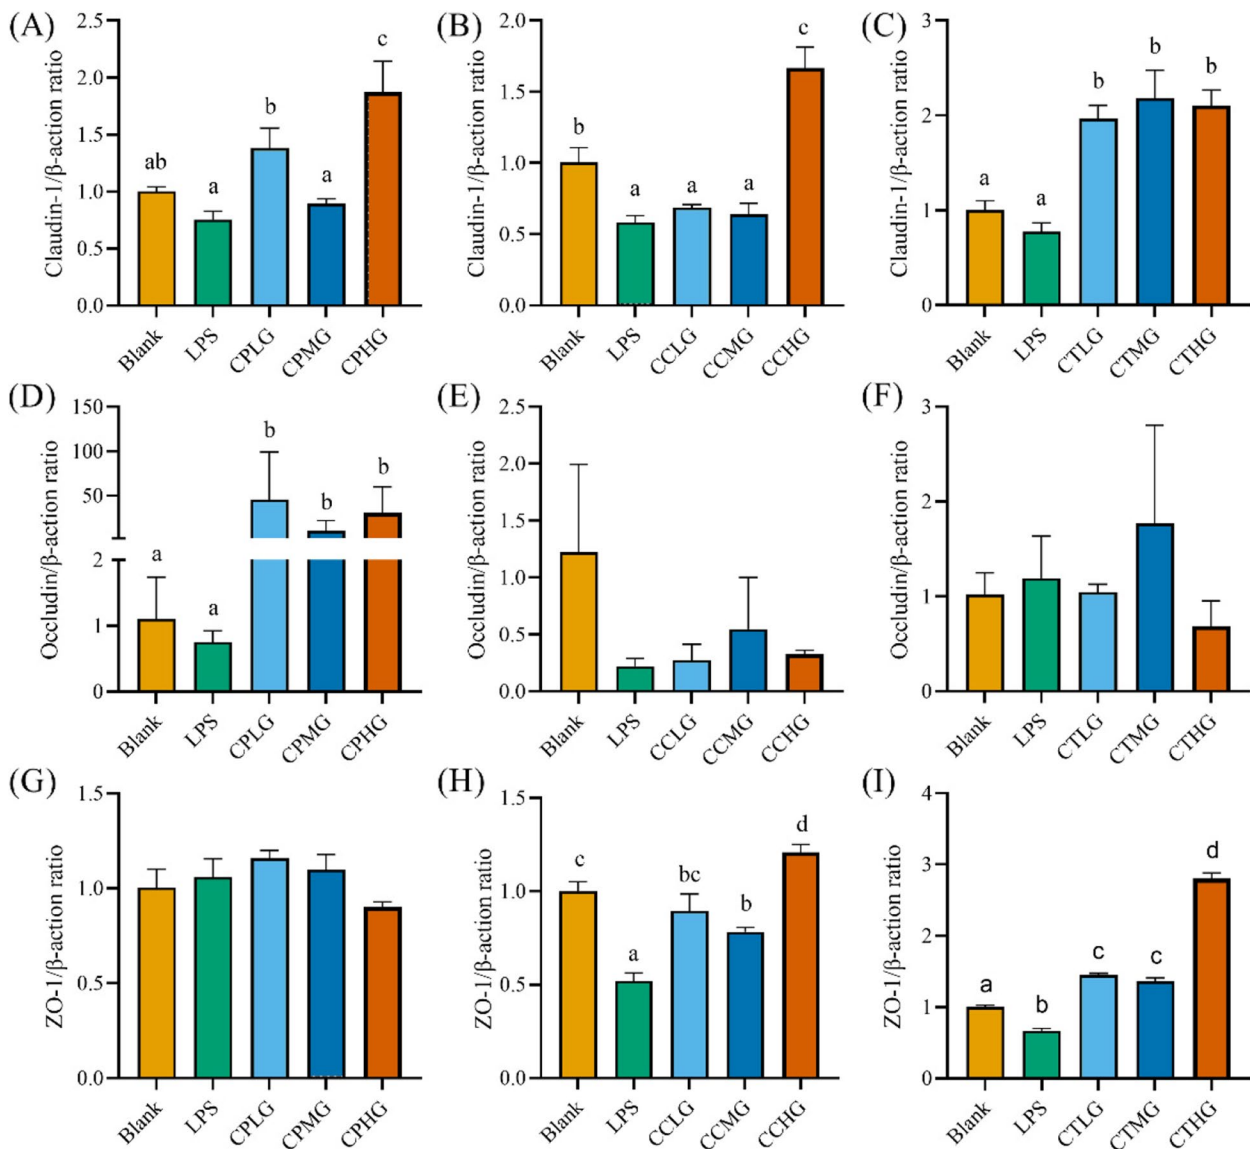 (A)
Claudin-1/β-action ratio
2.5
2.0
1.5
1.0
0.5
0.0
ab
a
b
a
c
Blank
LPS
CPLG
CPMG
CPHG
(B)
Claudin-1/β-action ratio
2.0
1.5
1.0
0.5
0.0
b
a
a
a
c
Blank
LPS
CCLG
CCMG
CCHG
(C)
Claudin-1/β-action ratio
3
2
1
0
a
a
b
b
b
Blank
LPS
CTLG
CTMG
CTHG
(D)
Occludin/β-action ratio
150
100
50
2
1
0
a
a
b
b
b
Blank
LPS
CPLG
CPMG
CPHG
(E)
Occludin/β-action ratio
2.5
2.0
1.5
1.0
0.5
0.0
Blank
LPS
CCLG
CCMG
CCHG
(F)
Occludin/β-action ratio
3
2
1
0
Blank
LPS
CTLG
CTMG
CTHG
(G)
ZO-1/β-action ratio
1.5
1.0
0.5
0.0
Blank
LPS
CPLG
CPMG
CPHG
(H)
ZO-1/β-action ratio
1.5
1.0
0.5
0.0
c
a
bc
b
d
Blank
LPS
CCLG
CCMG
CCHG
(I)
ZO-1/β-action ratio
4
3
2
1
0
a
b
c
c
d
Blank
LPS
CTLG
CTMG
CTHG